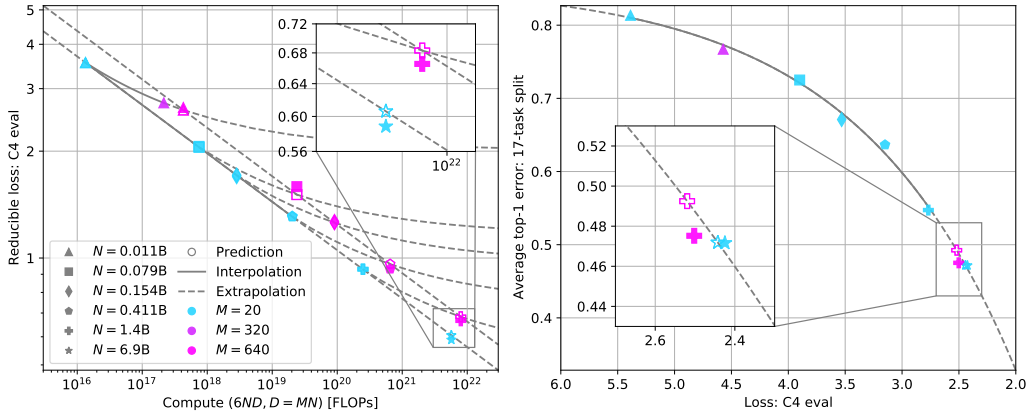 Reducible loss: C4 eval
4
3
2
1
10^16
10^17
10^18
10^19
10^20
10^21
10^22
Compute (6ND, D = MN) [FLOPs]
0.72
0.68
0.64
0.60
0.56
10^22
N = 0.011B
N = 0.079B
N = 0.154B
N = 0.411B
N = 1.4B
N = 6.9B
Prediction
Interpolation
Extrapolation
M = 20
M = 320
M = 640
Average top-1 error: 17-task split
0.8
0.7
0.6
0.5
0.4
6.0
5.5
5.0
4.5
4.0
3.5
3.0
2.5
2.0
Loss: C4 eval
0.52
0.50
0.48
0.46
0.44
2.6
2.4